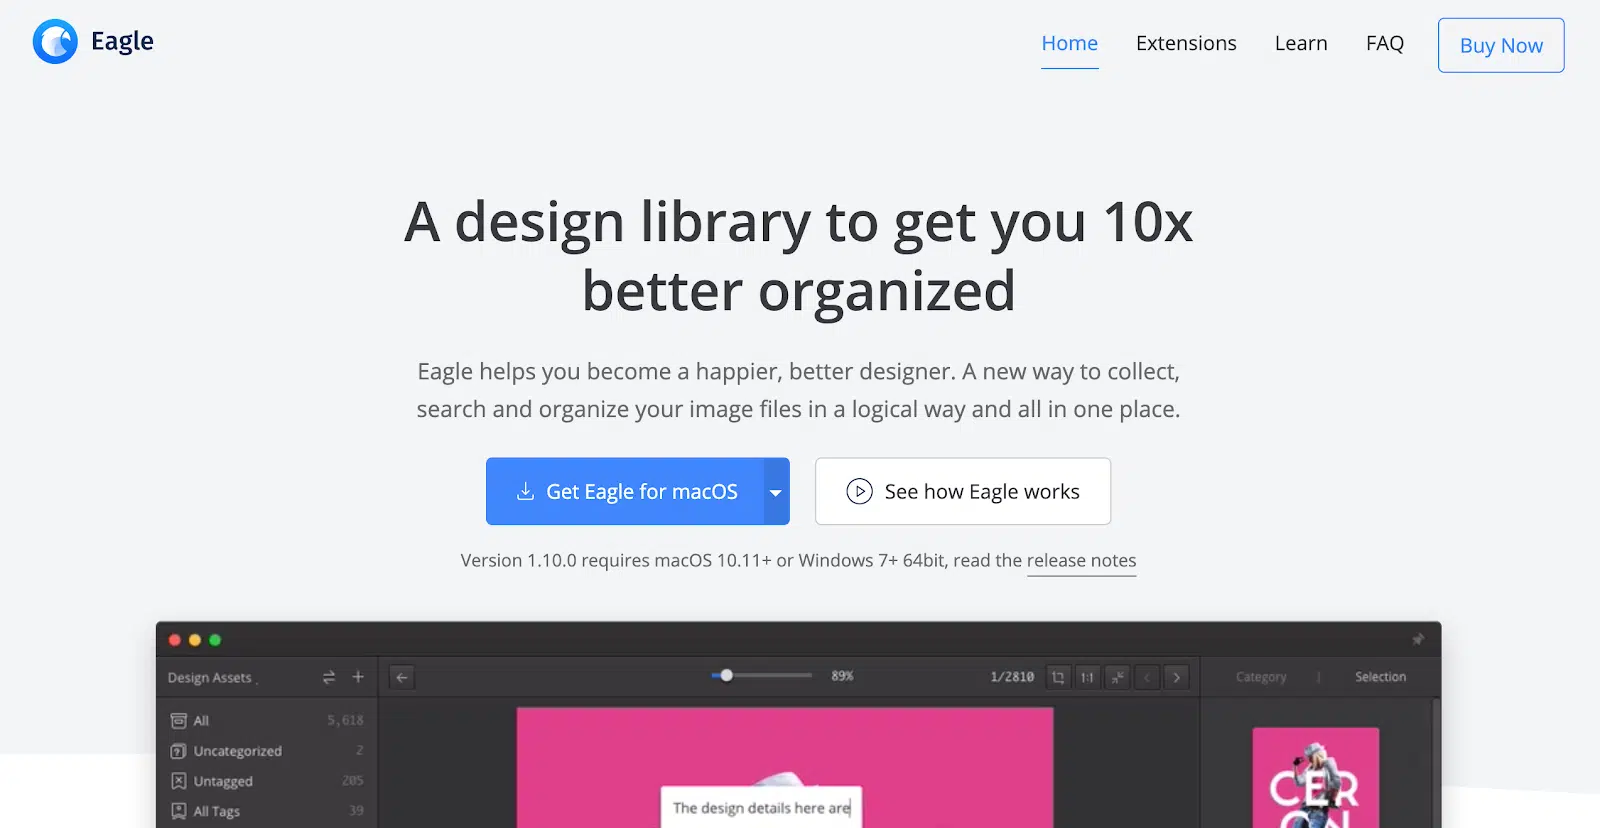 Eagle
Home Extensions Learn FAQ Buy Now
A design library to get you 10x
better organized
Eagle helps you become a happier, better designer. A new way to collect,
search and organize your image files in a logical way and all in one place.
Get Eagle for macOS
See how Eagle works
Version 1.10.0 requires macOS 10.11+ or Windows 7+ 64bit, read the release notes
Design Assets
89%
1/2810
1:1
Category | Selection
All 5,618
Uncategorized 2
Untagged 205
All Tags 39
The design details here are
CER